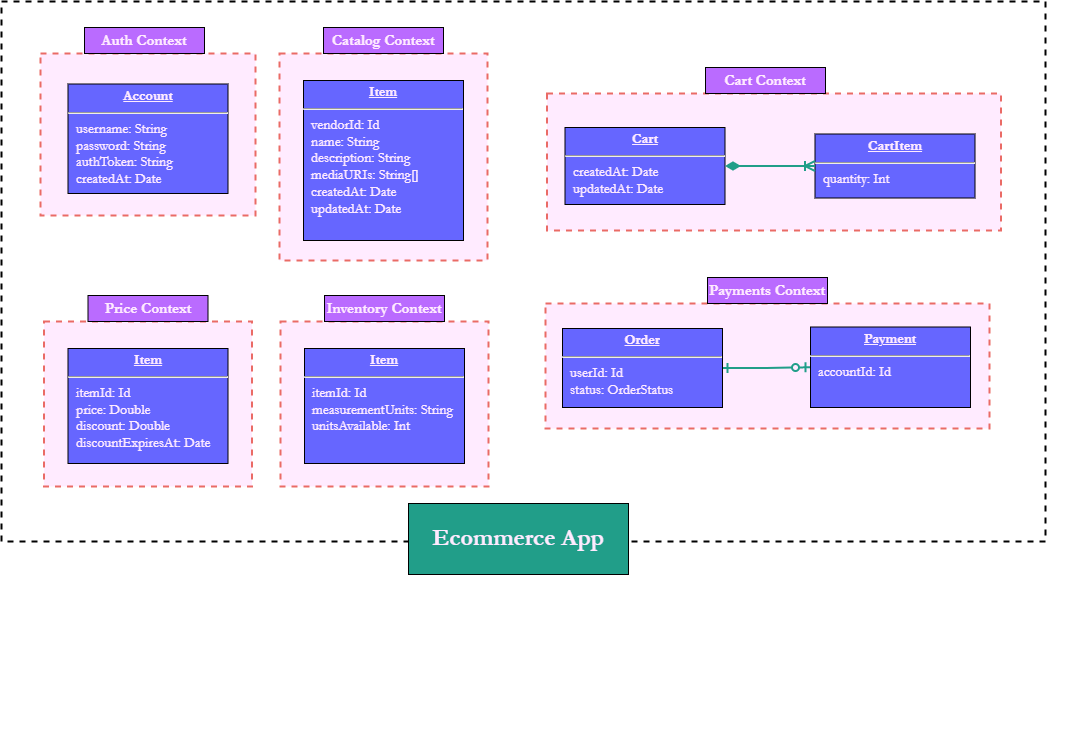 Auth Context
Account
username: String
password: String
authToken: String
createdAt: Date
Catalog Context
Item
vendorId: Id
name: String
description: String
mediaURIs: String[]
createdAt: Date
updatedAt: Date
Cart Context
Cart
createdAt: Date
updatedAt: Date
CartItem
quantity: Int
Price Context
Item
itemId: Id
price: Double
discount: Double
discountExpiresAt: Date
Inventory Context
Item
itemId: Id
measurementUnits: String
unitsAvailable: Int
Payments Context
Order
userId: Id
status: OrderStatus
Payment
accountId: Id
Ecommerce App